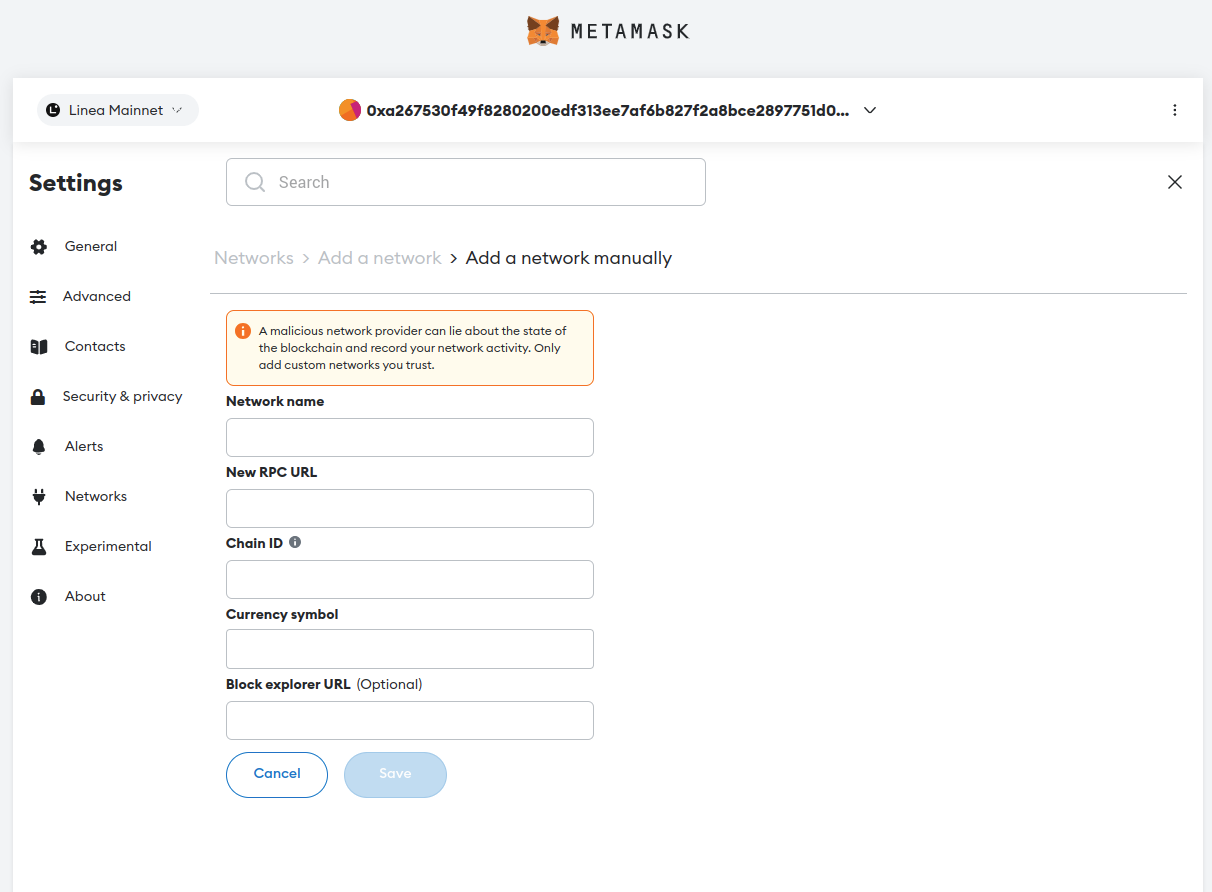 METAMASK
Linea Mainnet
0xa267530f49f8280200edf313ee7af6b827f2a8bce2897751d0...
Settings
Search
General
Advanced
Contacts
Security & privacy
Alerts
Networks
Experimental
About
Networks > Add a network > Add a network manually
A malicious network provider can lie about the state of
the blockchain and record your network activity. Only
add custom networks you trust.
Network name
New RPC URL
Chain ID
Currency symbol
Block explorer URL (Optional)
Cancel
Save